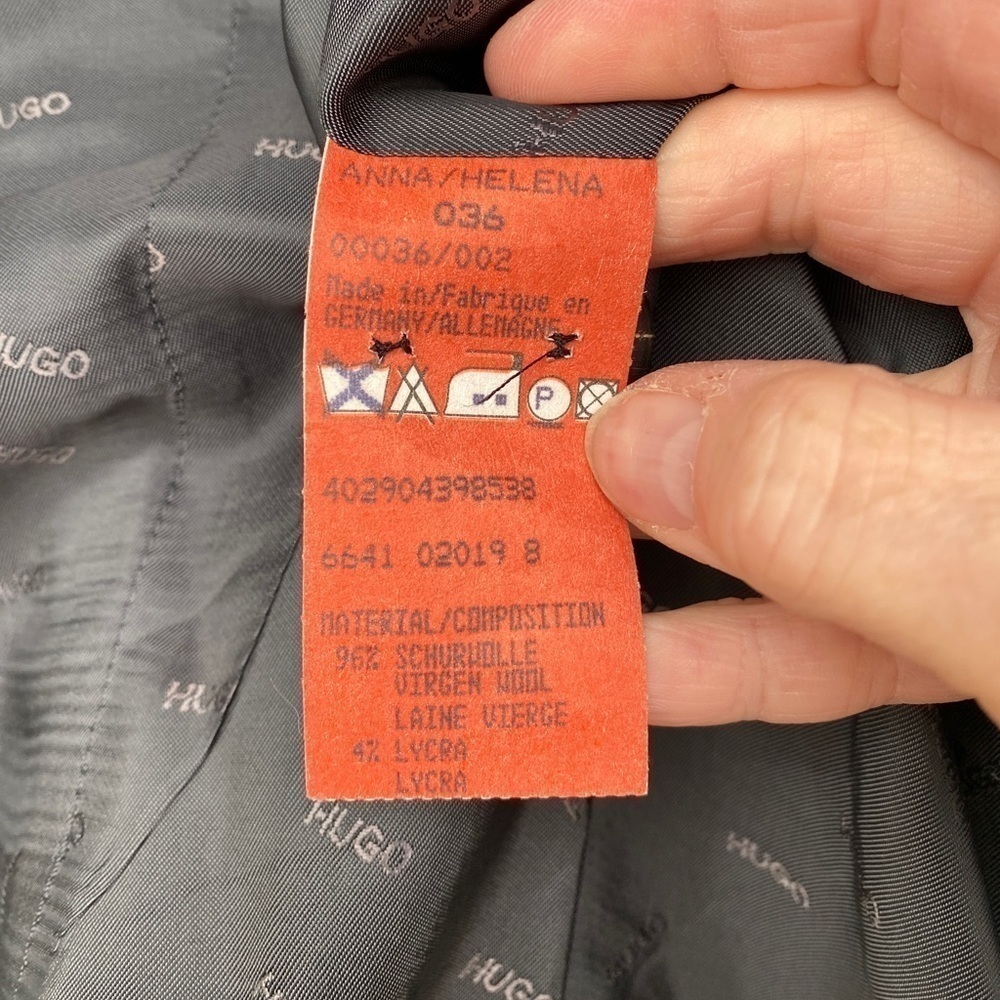 HUGO
ANNA/HELENA
036
00036/002
Made in/Fabrique en
GERMANY/ALLEMAGNE
P
402904398538
6641 02019 8
MATERIAL/COMPOSITION
96% SCHURWOLLE
VIRGEN WOOL
LAINE VIERGE
4% LYCRA
LYCRA
HUGO
HUGO
HUGO
HUGO